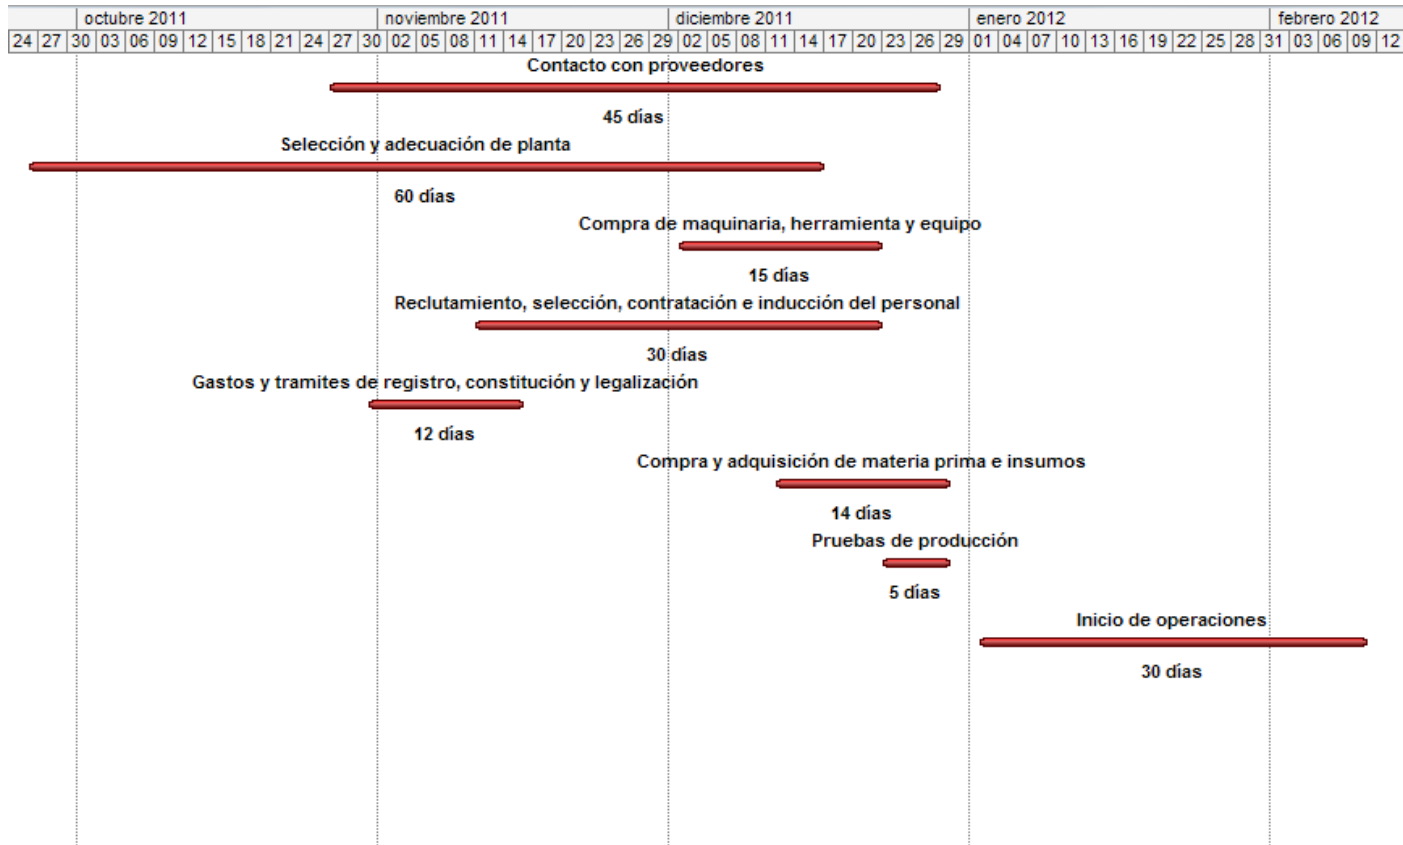 octubre 2011 noviembre 2011 diciembre 2011 enero 2012 febrero 2012
24 27 30 03 06 09 12 15 18 21 24 27 30 02 05 08 11 14 17 20 23 26 29 02 05 08 11 14 17 20 23 26 29 01 04 07 10 13 16 19 22 25 28 31 03 06 09 12
Contacto con proveedores
45 días
Selección y adecuación de planta
60 días
Compra de maquinaria, herramienta y equipo
15 días
Reclutamiento, selección, contratación e inducción del personal
30 días
Gastos y tramites de registro, constitución y legalización
12 días
Compra y adquisición de materia prima e insumos
14 días
Pruebas de producción
5 días
Inicio de operaciones
30 días